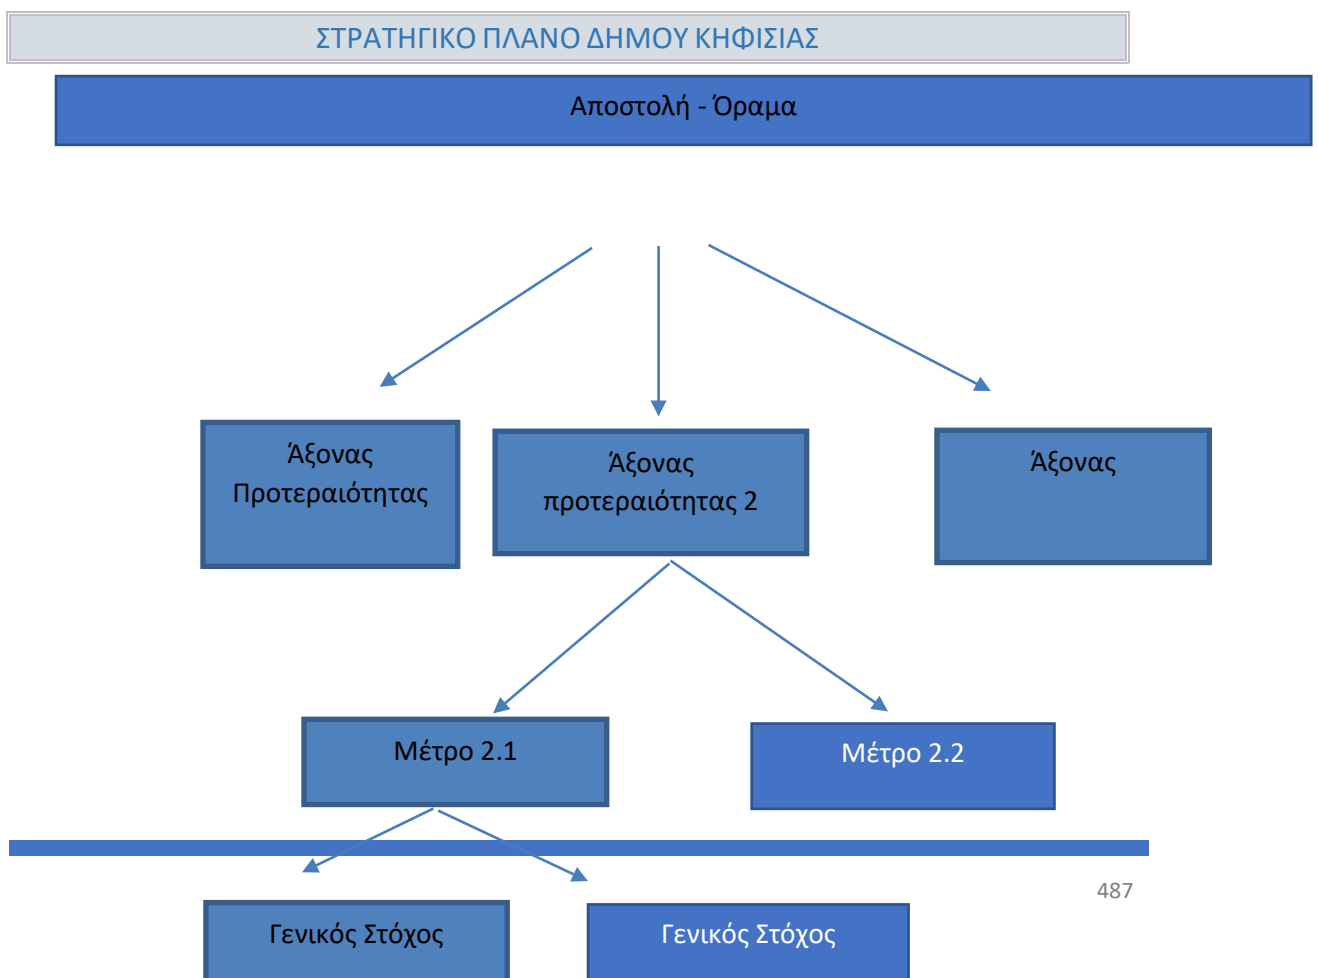 ΣΤΡΑΤΗΓΙΚΟ ΠΛΑΝΟ ΔΗΜΟΥ ΚΗΦΙΣΙΑΣ
Αποστολή - Όραμα
Άξονας
Προτεραιότητας
Άξονας
προτεραιότητας 2
Άξονας
Μέτρο 2.1
Μέτρο 2.2
487
Γενικός Στόχος
Γενικός Στόχος